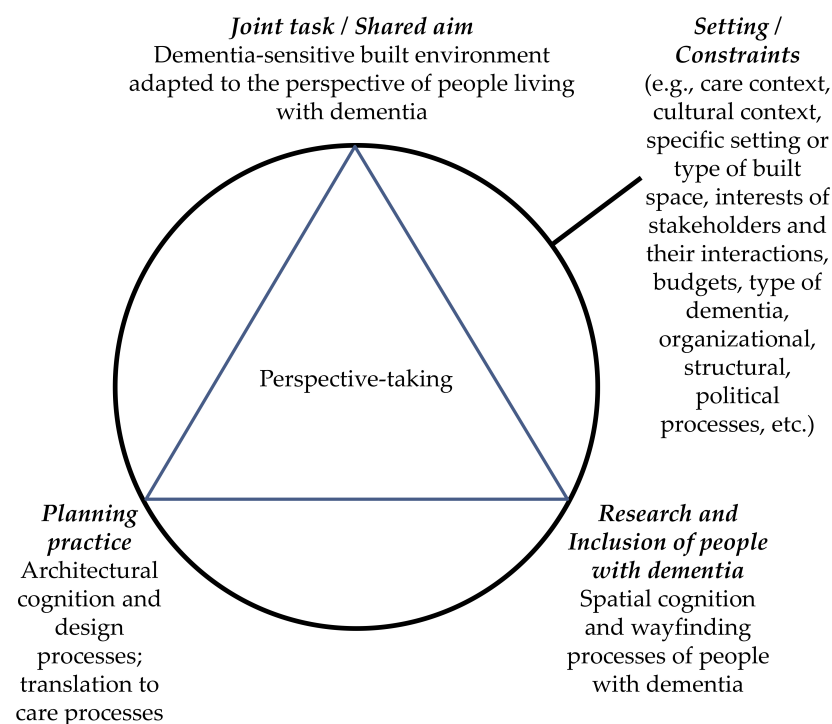 Joint task / Shared aim
Dementia-sensitive built environment
adapted to the perspective of people living
with dementia
Setting /
Constraints
(e.g., care context,
cultural context,
specific setting or
type of built
space, interests of
stakeholders and
their interactions,
budgets, type of
dementia,
organizational,
structural,
political
processes, etc.)
Perspective-taking
Planning
practice
Architectural
cognition and
design
processes;
translation to
care processes
Research and
Inclusion of people
with dementia
Spatial cognition
and wayfinding
processes of people
with dementia